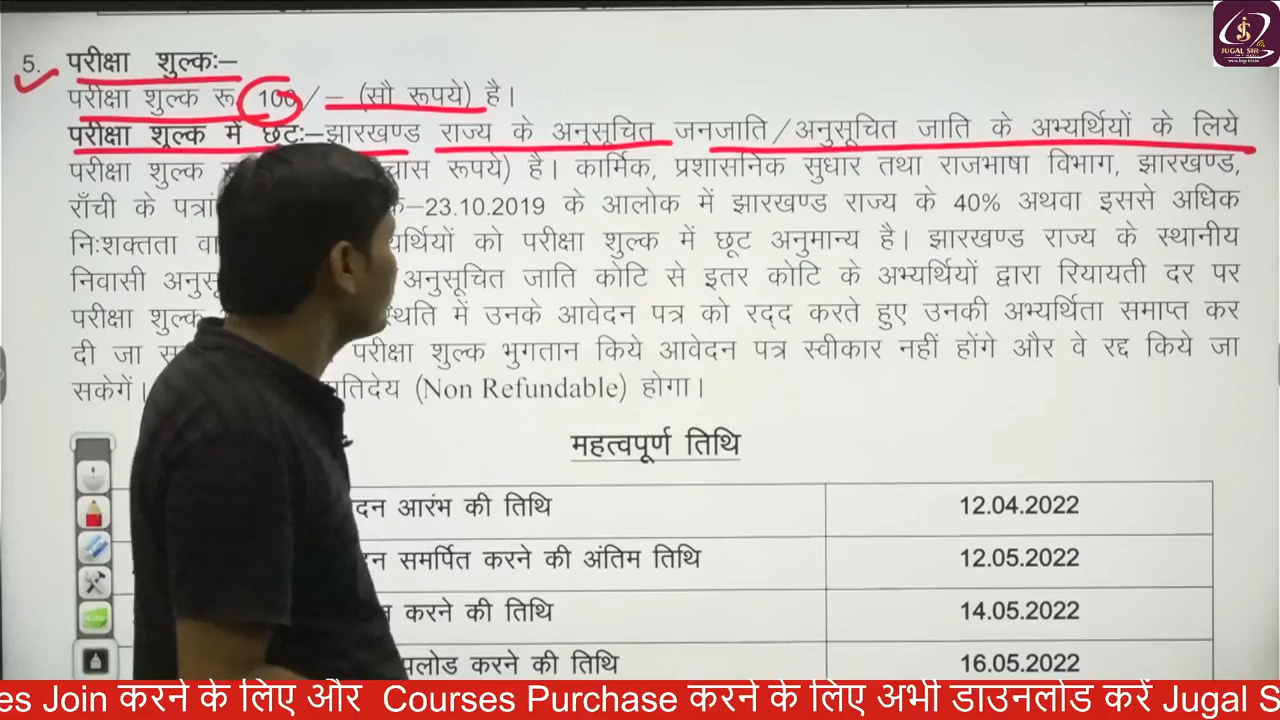 JUGAL SIR
5. परीक्षा शुल्कः–
परीक्षा शुल्क रू 100/– (सौ रूपये) है।
परीक्षा शुल्क में छूटः–झारखण्ड राज्य के अनुसूचित जनजाति/अनुसूचित जाति के अभ्यर्थियों के लिये
परीक्षा शुल्क रूपये) है। कार्मिक, प्रशासनिक सुधार तथा राजभाषा विभाग, झारखण्ड,
राँची के –23.10.2019 के आलोक में झारखण्ड राज्य के 40% अथवा इससे अधिक
निःशक्तता को परीक्षा शुल्क में छूट अनुमान्य है। झारखण्ड राज्य के स्थानीय
निवासी अनुसूचित जाति कोटि से इतर कोटि के अभ्यर्थियों द्वारा रियायती दर पर
परीक्षा शुल्क में उनके आवेदन पत्र को रद्द करते हुए उनकी अभ्यर्थिता समाप्त कर
दी जा परीक्षा शुल्क भुगतान किये आवेदन पत्र स्वीकार नहीं होंगे और वे रद्द किये जा
सकेगें। (Non Refundable) होगा।
महत्वपूर्ण तिथि
आरंभ की तिथि 12.04.2022
समर्पित करने की अंतिम तिथि 12.05.2022
करने की तिथि 14.05.2022
करने की तिथि 16.05.2022
Join करने के लिए और Courses Purchase करने के लिए अभी डाउनलोड करें Jugal S